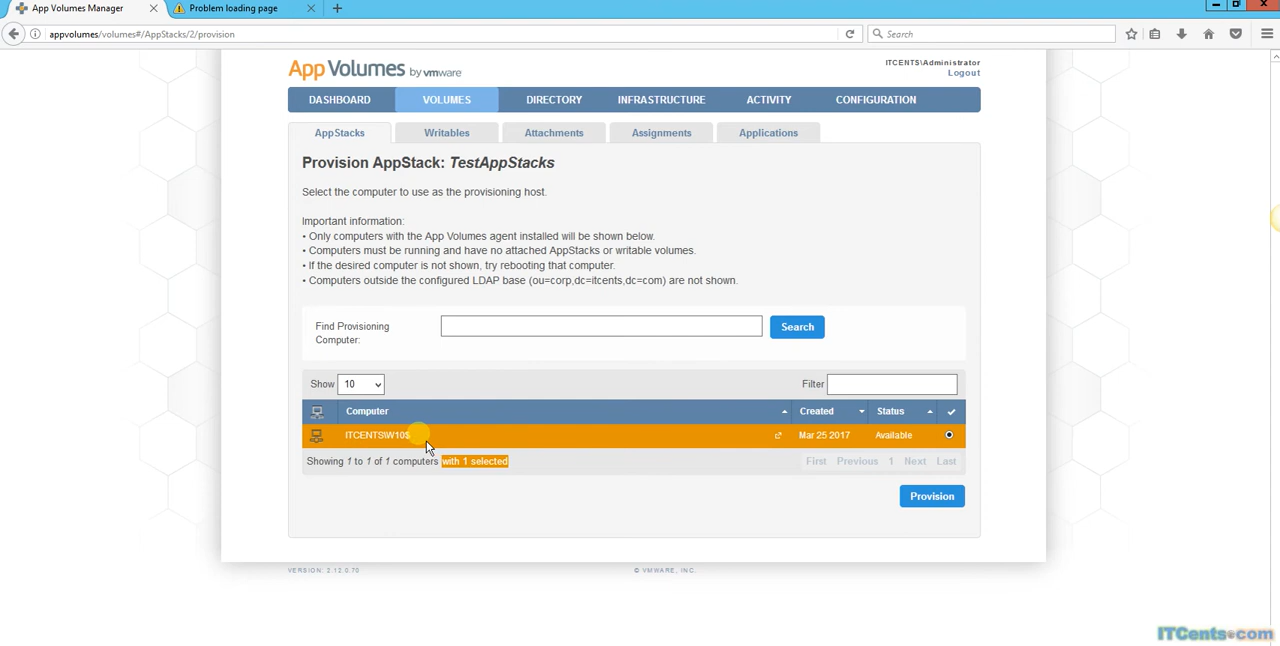 App Volumes Manager
Problem loading page
appvolumes/volumes#/AppStacks/2/provision
Search
App Volumes by vmware
ITCENTS\Administrator
Logout
DASHBOARD VOLUMES DIRECTORY INFRASTRUCTURE ACTIVITY CONFIGURATION
AppStacks Writables Attachments Assignments Applications
Provision AppStack: TestAppStacks
Select the computer to use as the provisioning host.
Important information:
• Only computers with the App Volumes agent installed will be shown below.
• Computers must be running and have no attached AppStacks or writable volumes.
• If the desired computer is not shown, try rebooting that computer.
• Computers outside the configured LDAP base (ou=corp,dc=itcents,dc=com) are not shown.
Find Provisioning
Computer:
Search
Show 10 Filter
Computer Created Status
ITCENTS\W10$ Mar 25 2017 Available
Showing 1 to 1 of 1 computers with 1 selected First Previous 1 Next Last
Provision
VERSION: 2.12.0.70 © VMWARE, INC.
ITCents.com